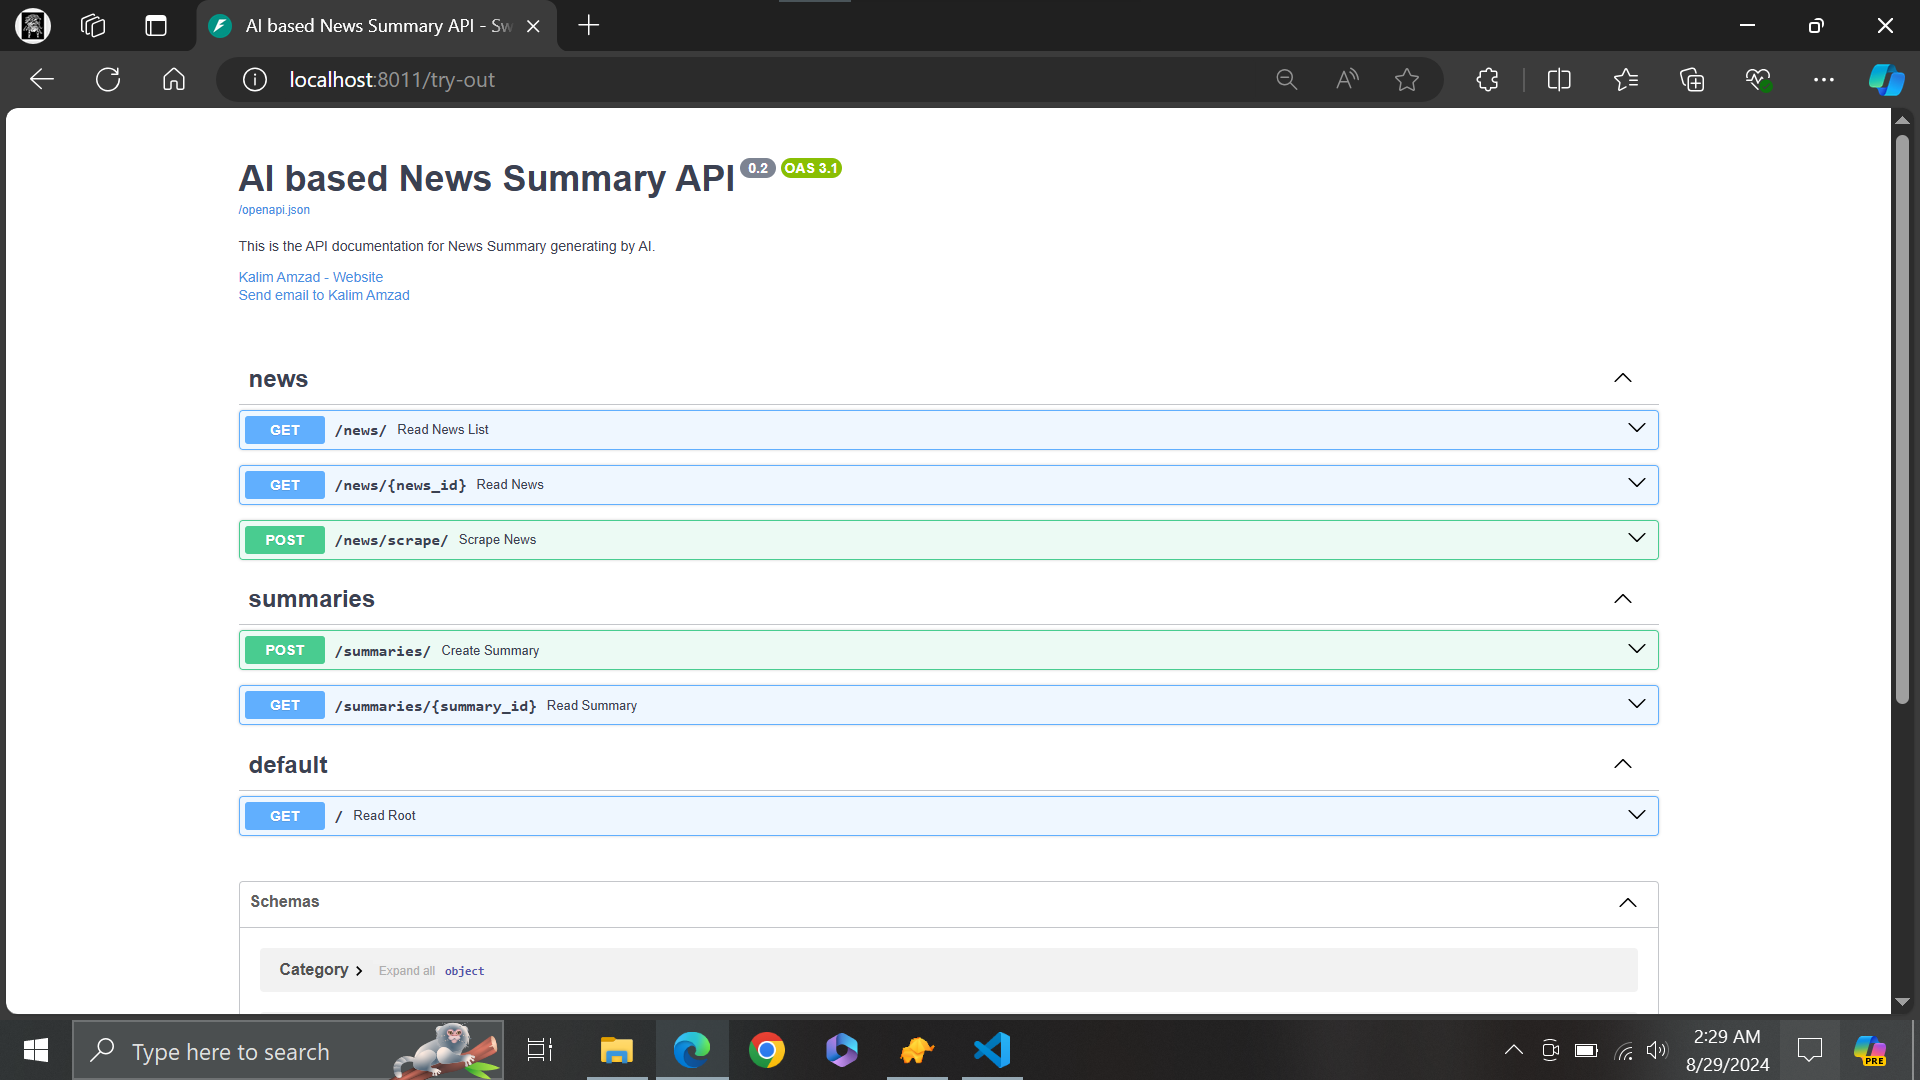 AI based News Summary API - Sw
localhost:8011/try-out
AI based News Summary API 0.2 OAS 3.1
/openapi.json
This is the API documentation for News Summary generating by AI.
Kalim Amzad - Website
Send email to Kalim Amzad
news
GET /news/ Read News List
GET /news/{news_id} Read News
POST /news/scrape/ Scrape News
summaries
POST /summaries/ Create Summary
GET /summaries/{summary_id} Read Summary
default
GET / Read Root
Schemas
Category Expand all object
Type here to search
2:29 AM
8/29/2024
PRE